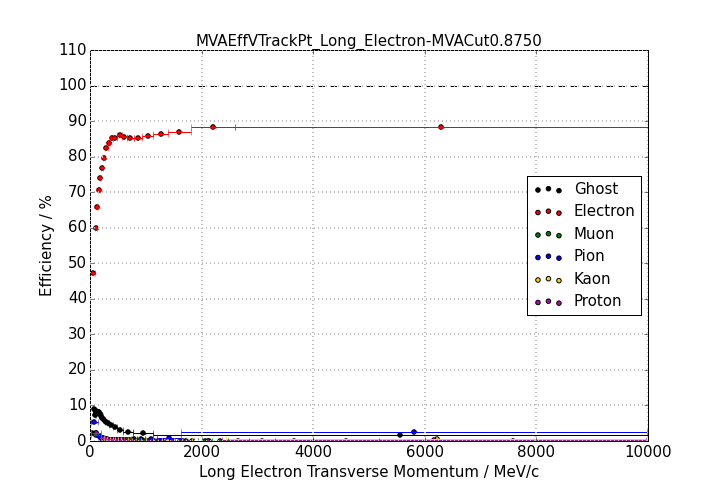 MVAEffVTrackPt_Long_Electron-MVACut0.8750
110
100
90
80
70
60
50
40
30
20
10
0
Efficiency / %
Ghost
Electron
Muon
Pion
Kaon
Proton
0 2000 4000 6000 8000 10000
Long Electron Transverse Momentum / MeV/c